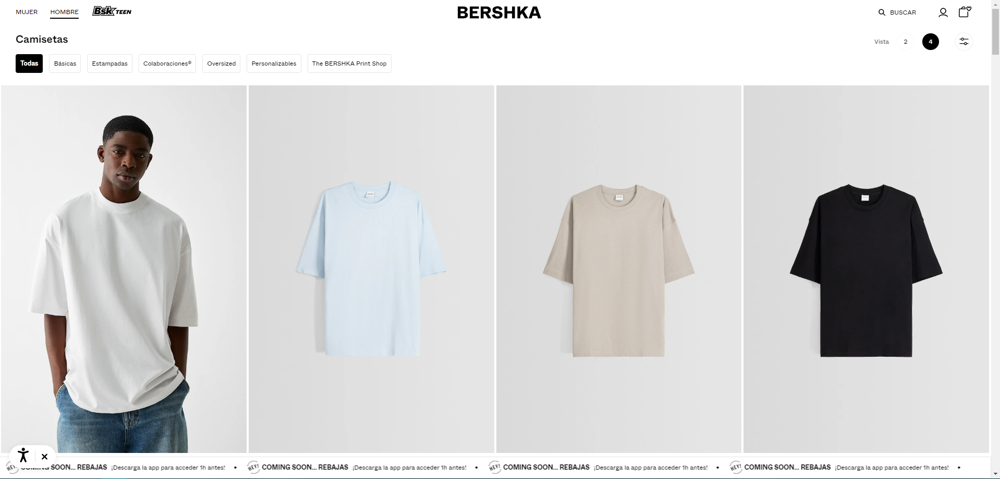 MUJER HOMBRE Bsk TEEN BERSHKA BUSCAR
Camisetas Vista 2 4
Todas Básicas Estampadas Colaboraciones® Oversized Personalizables The BERSHKA Print Shop
HEY! COMING SOON... REBAJAS ¡Descarga la app para acceder 1h antes! • HEY! COMING SOON... REBAJAS ¡Descarga la app para acceder 1h antes! • HEY! COMING SOON... REBAJAS ¡Descarga la app para acceder 1h antes! • HEY! COMING SOON... REBAJAS ¡Descarga la app para acceder 1h antes! •